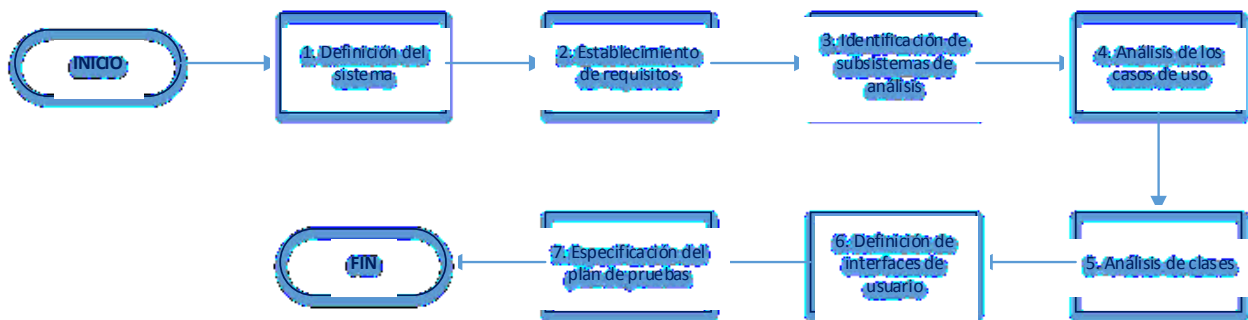 INICIO
1. Definición del
sistema
2. Establecimiento
de requisitos
3. Identificación de
subsistemas de
análisis
4. Análisis de los
casos de uso
5. Análisis de clases
6. Definición de
interfaces de
usuario
7. Especificación del
plan de pruebas
FIN